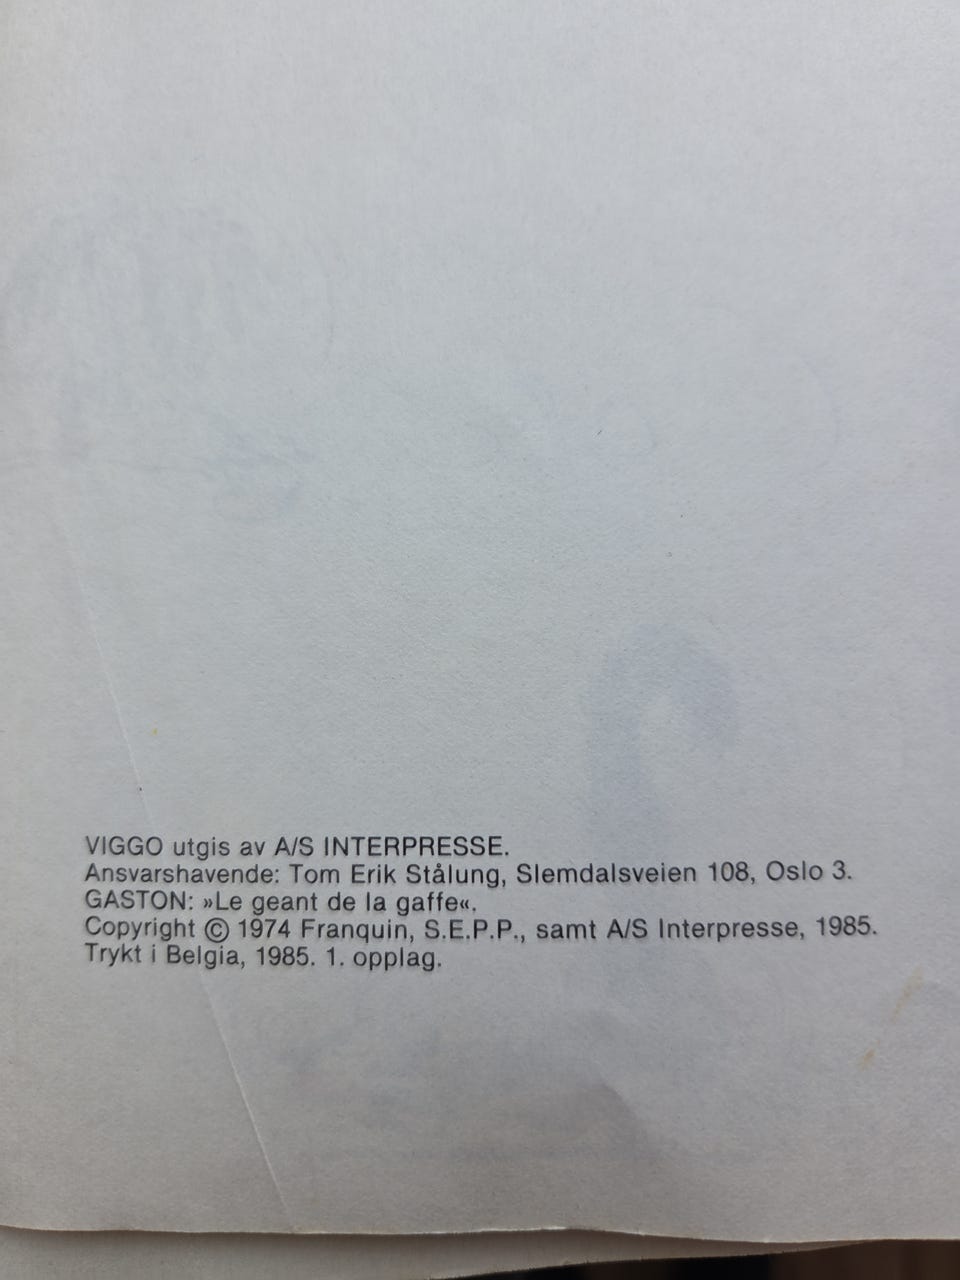 VIGGO utgis av A/S INTERPRESSE.
Ansvarshavende: Tom Erik Stålung, Slemdalsveien 108, Oslo 3.
GASTON: »Le geant de la gaffe«.
Copyright © 1974 Franquin, S.E.P.P., samt A/S Interpresse, 1985.
Trykt i Belgia, 1985. 1. opplag.